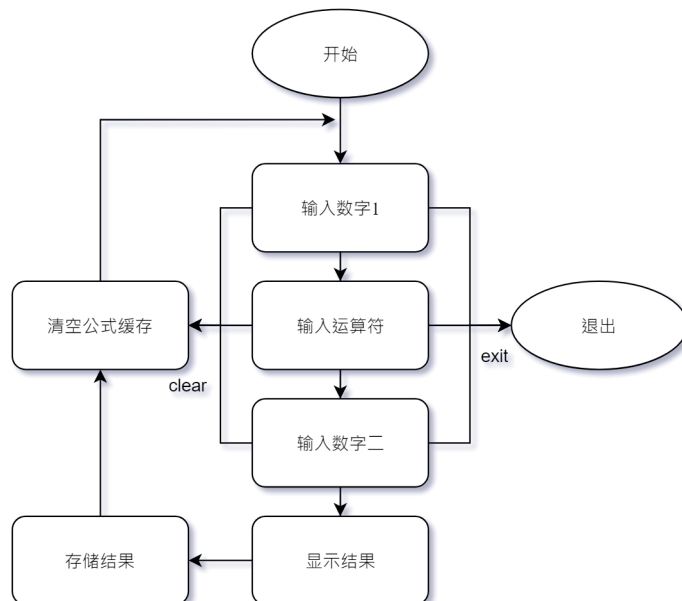 开始
输入数字1
清空公式缓存
输入运算符
退出
clear
exit
输入数字二
存储结果
显示结果